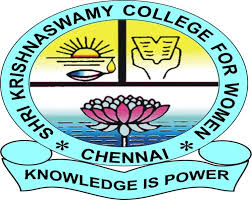 SHRI KRISHNASWAMY COLLEGE FOR WOMEN
* CHENNAI *
KNOWLEDGE IS POWER